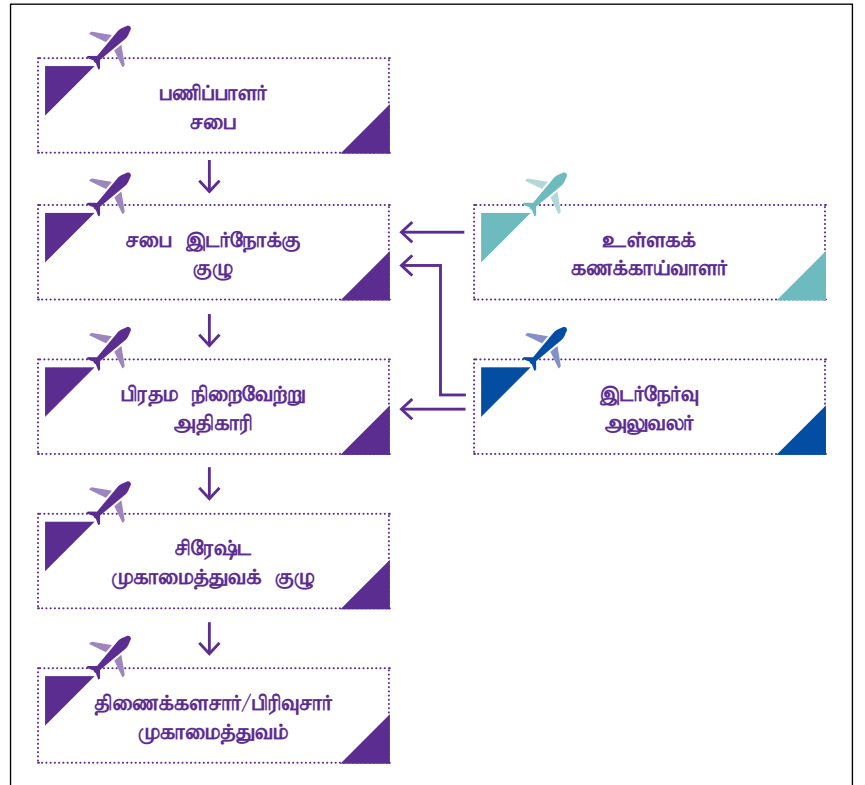 பணிப்பாளர்
சபை
சபை இடர்நோக்கு
குழு
உள்ளகக்
கணக்காய்வாளர்
பிரதம நிறைவேற்று
அதிகாரி
இடர்நேர்வு
அலுவலர்
சிரேஷ்ட
முகாமைத்துவக் குழு
திணைக்களசார்/பிரிவுசார்
முகாமைத்துவம்